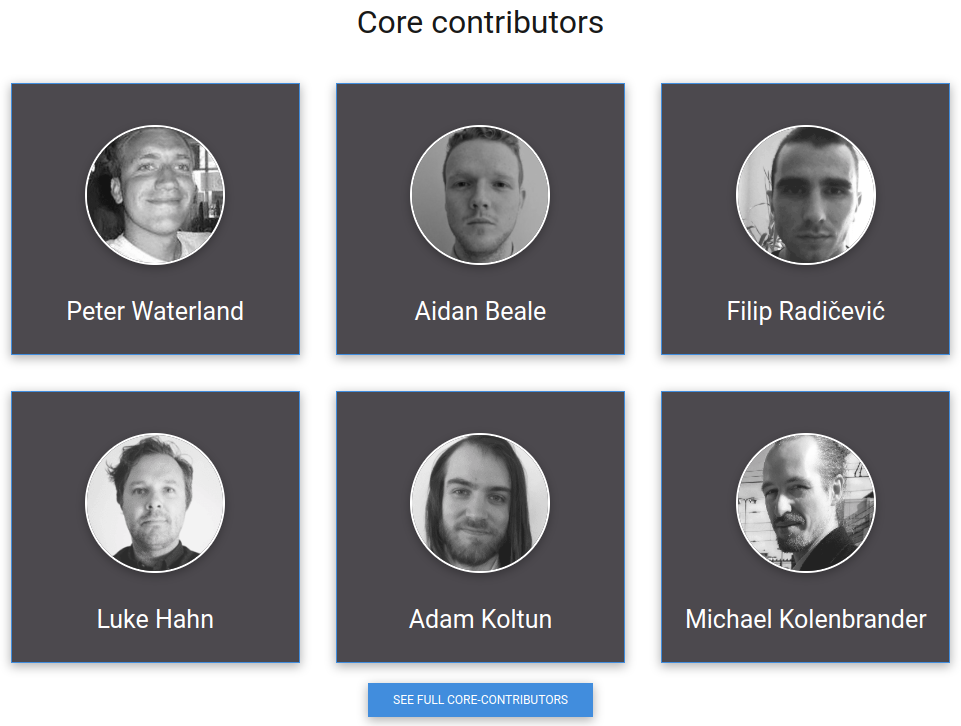 Core contributors
Peter Waterland
Aidan Beale
Filip Radičević
Luke Hahn
Adam Koltun
Michael Kolenbrander
SEE FULL CORE-CONTRIBUTORS